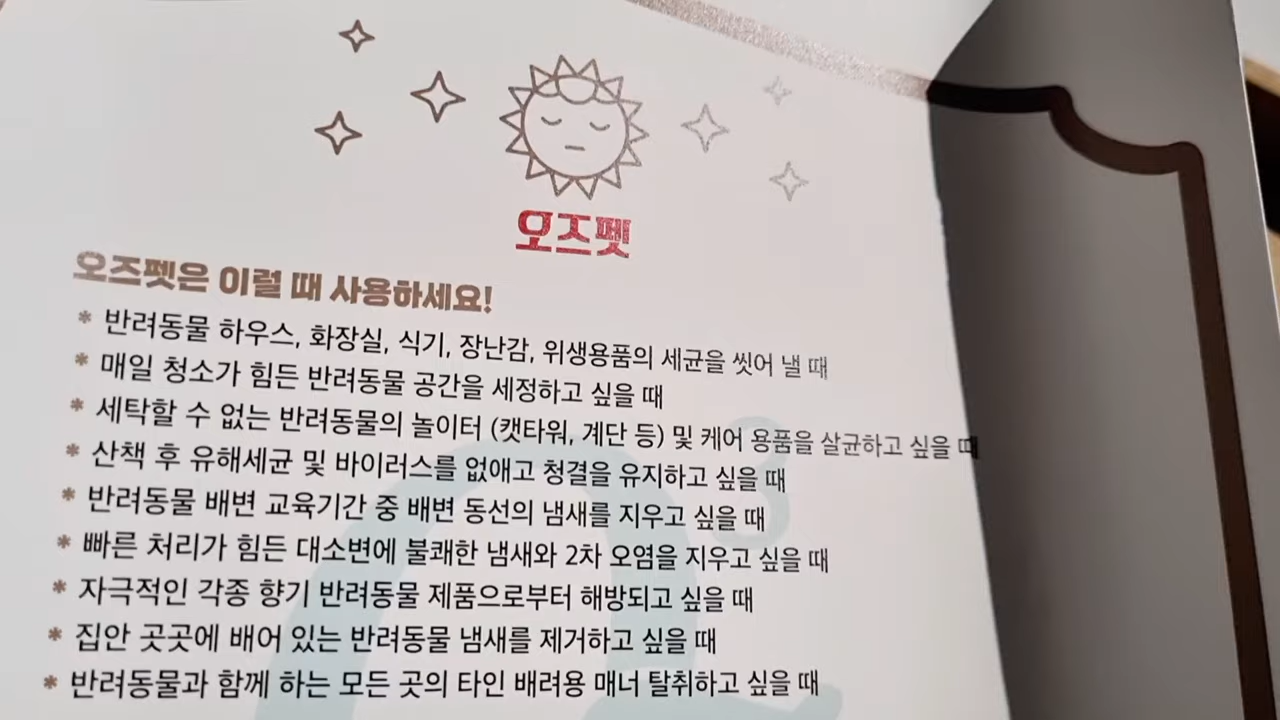 오즈펫
오즈펫은 이럴 때 사용하세요!
* 반려동물 하우스, 화장실, 식기, 장난감, 위생용품의 세균을 씻어 낼 때
* 매일 청소가 힘든 반려동물 공간을 세정하고 싶을 때
* 세탁할 수 없는 반려동물의 놀이터 (캣타워, 계단 등) 및 케어 용품을 살균하고 싶을 때
* 산책 후 유해세균 및 바이러스를 없애고 청결을 유지하고 싶을 때
* 반려동물 배변 교육기간 중 배변 동선의 냄새를 지우고 싶을 때
* 빠른 처리가 힘든 대소변에 불쾌한 냄새와 2차 오염을 지우고 싶을 때
* 자극적인 각종 향기 반려동물 제품으로부터 해방되고 싶을 때
* 집안 곳곳에 배어 있는 반려동물 냄새를 제거하고 싶을 때
* 반려동물과 함께 하는 모든 곳의 타인 배려용 매너 탈취하고 싶을 때